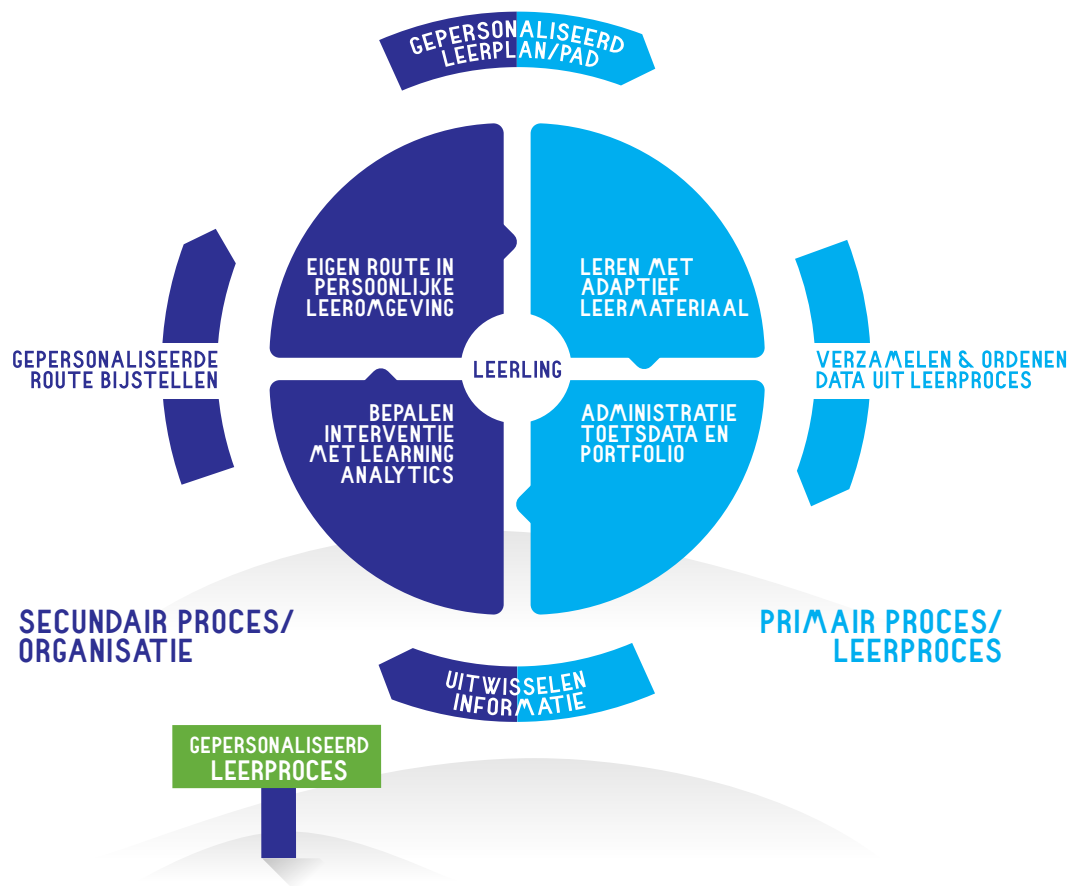 GEPERSONALISEERD
LEERPLAN/PAD
EIGEN ROUTE IN
PERSOONLIJKE
LEEROMGEVING
LEREN MET
ADAPTIEF
LEERMATERIAAL
GEPERSONALISEERDE
ROUTE BIJSTELLEN
LEERLING
VERZAMELEN & ORDENEN
DATA UIT LEERPROCES
BEPALEN
INTERVENTIE
MET LEARNING
ANALYTICS
ADMINISTRATIE
TOETSDATA EN
PORTFOLIO
SECUNDAIR PROCES/
ORGANISATIE
PRIMAIR PROCES/
LEERPROCES
UITWISSELEN
INFORMATIE
GEPERSONALISEERD
LEERPROCES